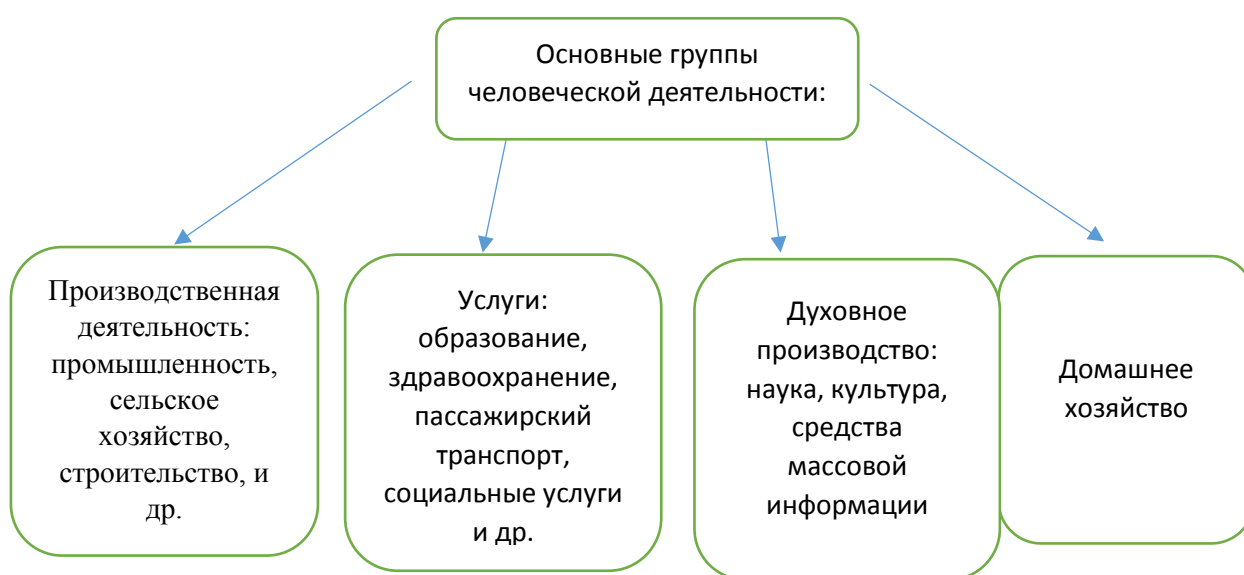 Основные группы
человеческой деятельности:
Производственная
деятельность:
промышленность,
сельское
хозяйство,
строительство, и
др.
Услуги:
образование,
здравоохранение,
пассажирский
транспорт,
социальные услуги
и др.
Духовное
производство:
наука, культура,
средства
массовой
информации
Домашнее
хозяйство